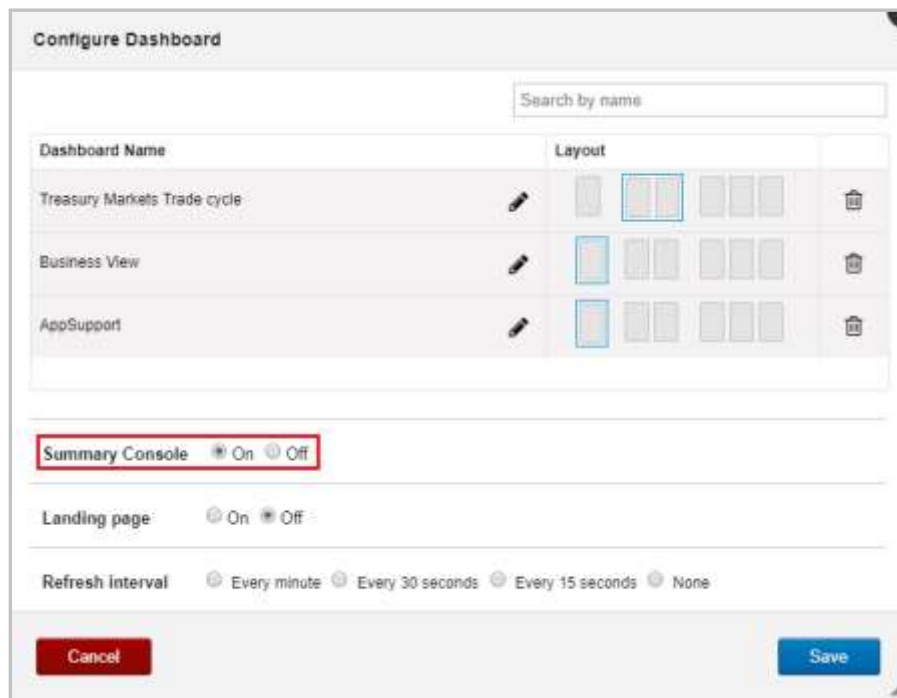 Configure Dashboard
Search by name
Dashboard Name Layout
Treasury Markets Trade cycle
Business View
AppSupport
Summary Console On Off
Landing page On Off
Refresh interval Every minute Every 30 seconds Every 15 seconds None
Cancel Save